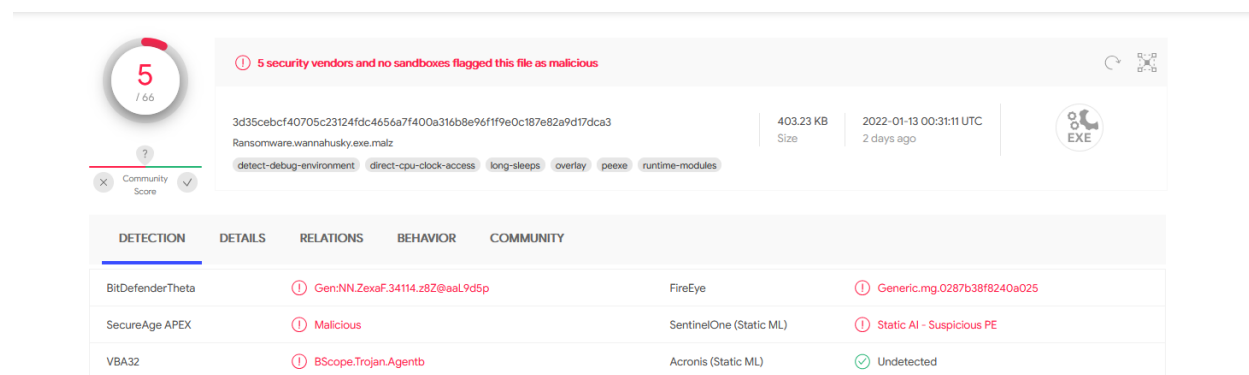 5
/ 66
?
Community
Score
5 security vendors and no sandboxes flagged this file as malicious
3d35cebcf40705c23124fdc4656a7f400a316b8e96f1f9e0c187e82a9d17dca3
Ransomware.wannahusky.exe.malz
detect-debug-environment direct-cpu-clock-access long-sleeps overlay peexe runtime-modules
403.23 KB
Size
2022-01-13 00:31:11 UTC
2 days ago
EXE
DETECTION DETAILS RELATIONS BEHAVIOR COMMUNITY
BitDefenderTheta Gen:NN.ZexaF.34114.z8Z@aaL9d5p FireEye Generic.mg.0287b38f8240a025
SecureAge APEX Malicious SentinelOne (Static ML) Static AI - Suspicious PE
VBA32 BScope.Trojan.Agentb Acronis (Static ML) Undetected